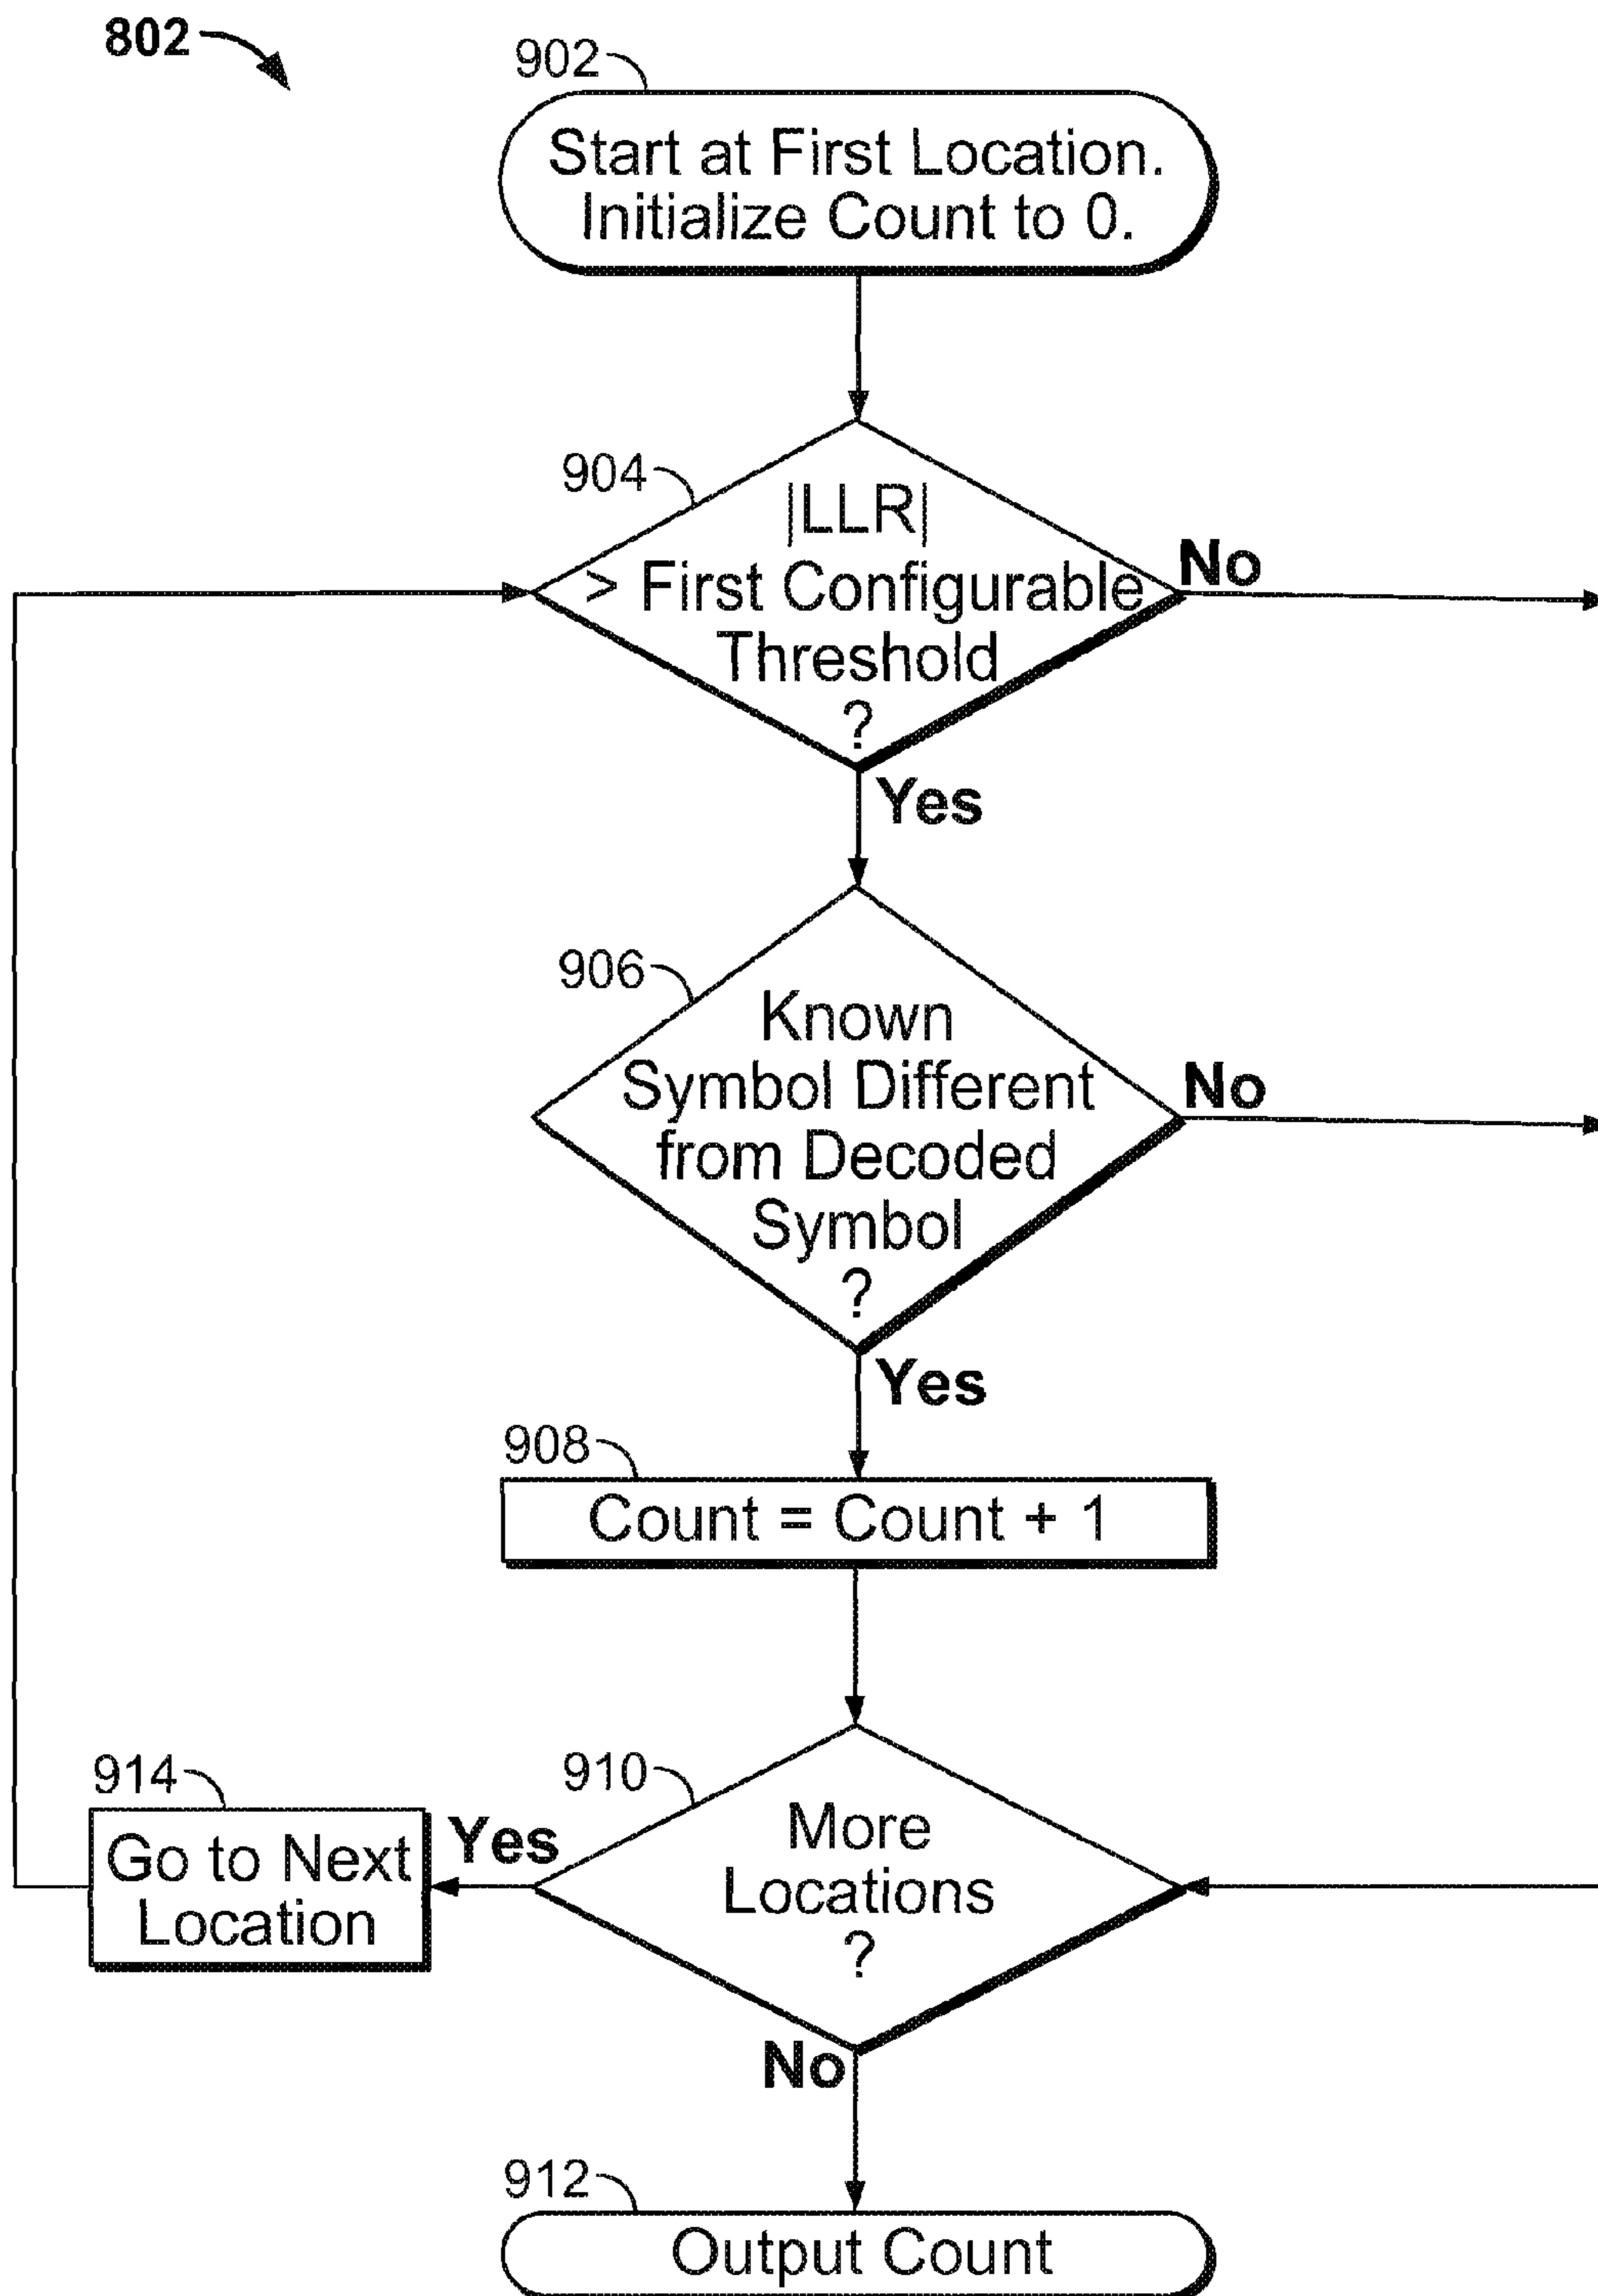 802
902
Start at First Location.
Initialize Count to 0.
904
|LLR|
> First Configurable
Threshold
?
No
Yes
906
Known
Symbol Different
from Decoded
Symbol
?
No
Yes
908
Count = Count + 1
914
910
Go to Next
Location
Yes
More
Locations
?
No
912
Output Count